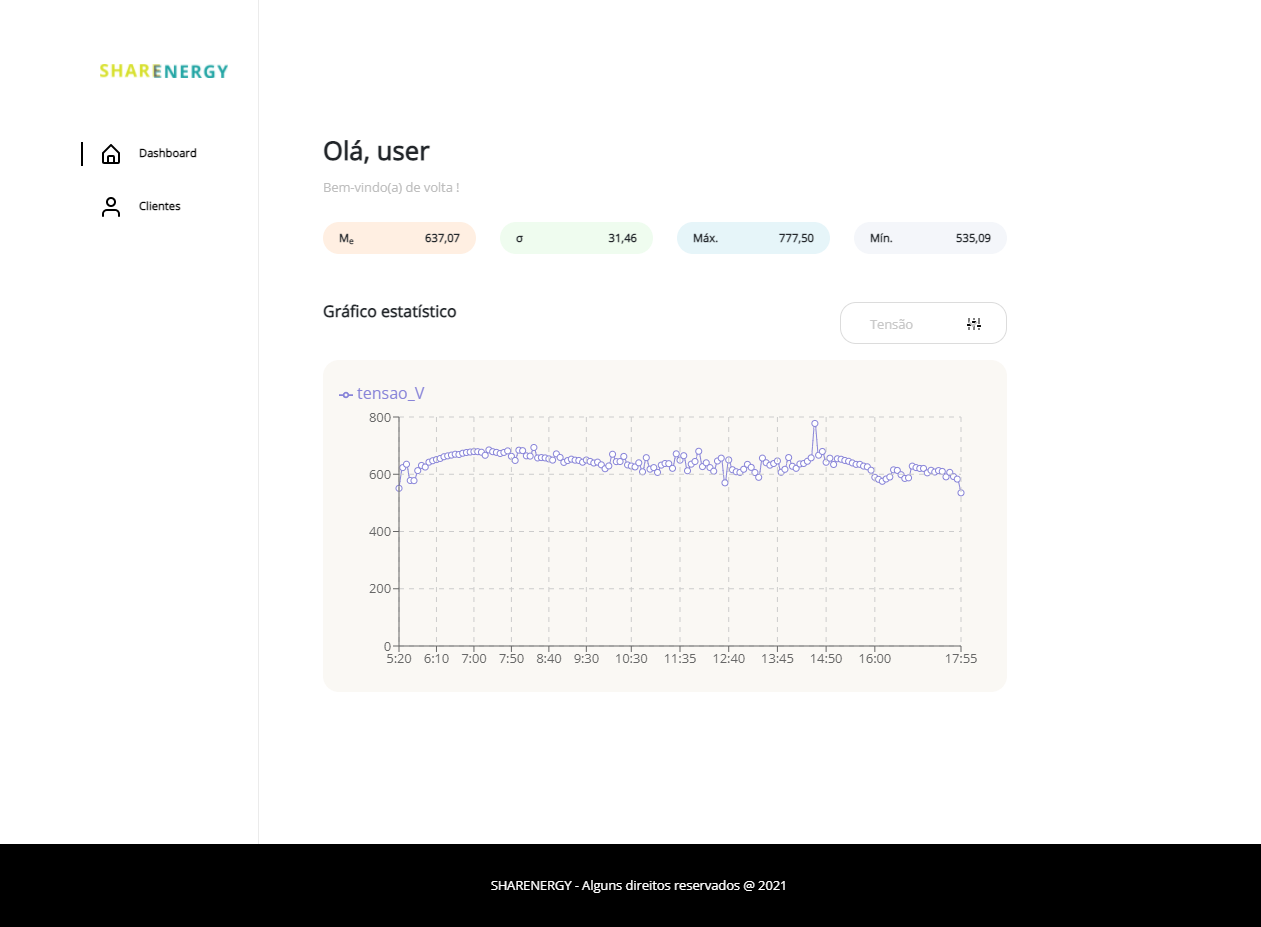 SHARENERGY
Dashboard
Clientes
Olá, user
Bem-vindo(a) de volta !
Me 637,07
σ 31,46
Máx. 777,50
Mín. 535,09
Gráfico estatístico
Tensão
tensao_V
800
600
400
200
0
5:20 6:10 7:00 7:50 8:40 9:30 10:30 11:35 12:40 13:45 14:50 16:00 17:55
SHARENERGY - Alguns direitos reservados @ 2021